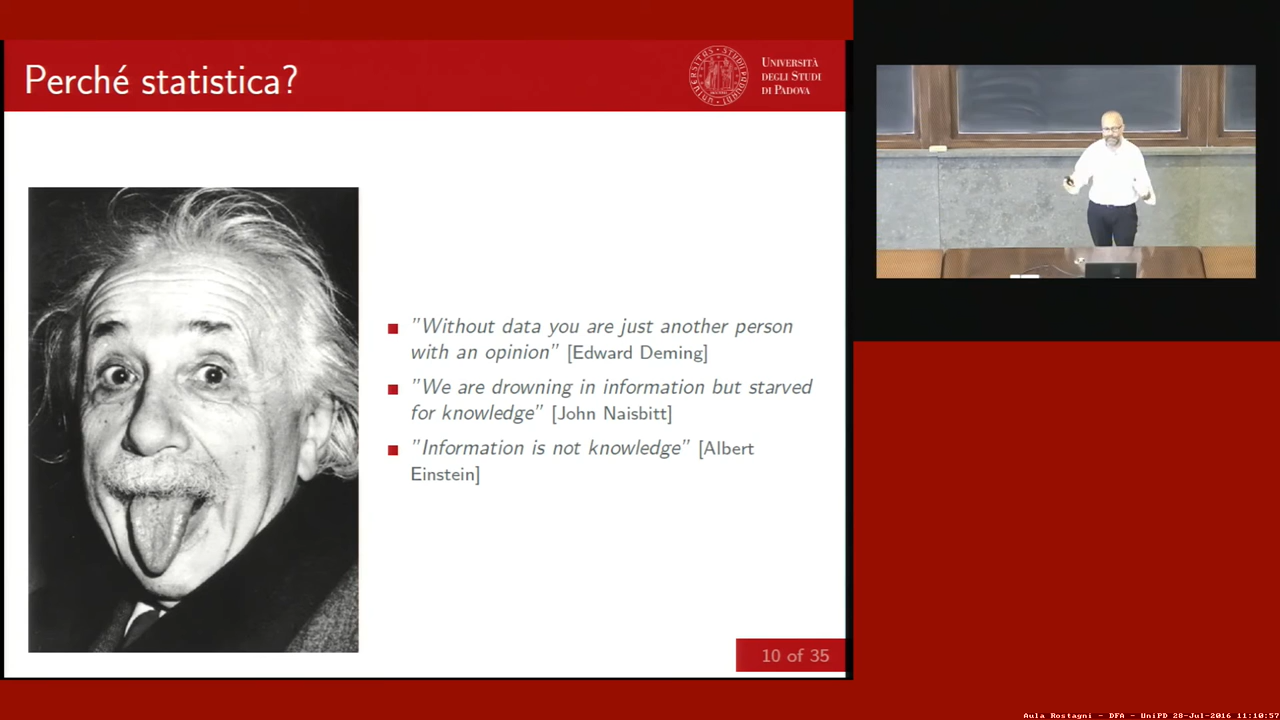 Perché statistica?
UNIVERSITÀ
DEGLI STUDI
DI PADOVA
"Without data you are just another person
with an opinion" [Edward Deming]
"We are drowning in information but starved
for knowledge" [John Naisbitt]
"Information is not knowledge" [Albert
Einstein]
10 of 35
Aula Rostagni - DFA - UniPD 28-Jul-2016 11:10:57